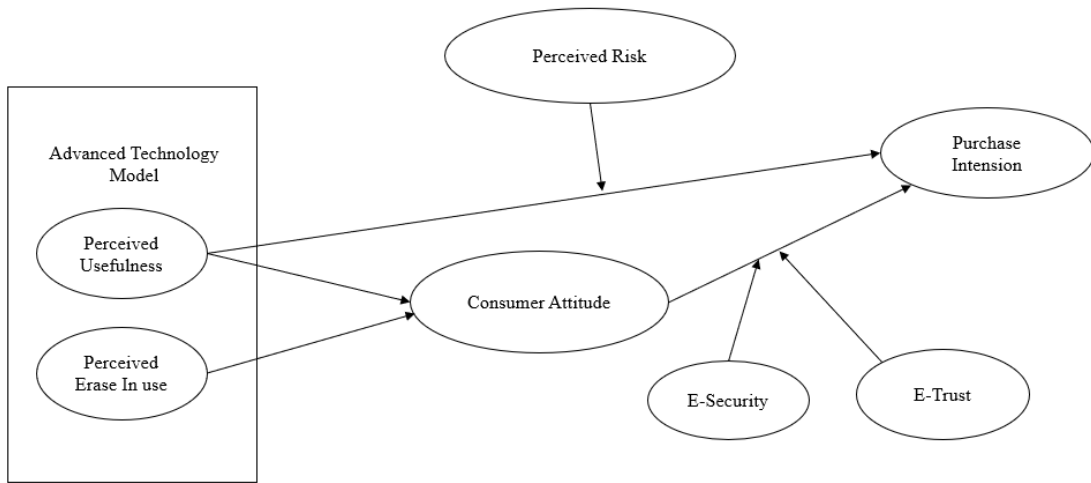 Perceived Risk
Advanced Technology
Model
Purchase
Intension
Perceived
Usefulness
Consumer Attitude
Perceived
Erase In use
E-Security
E-Trust